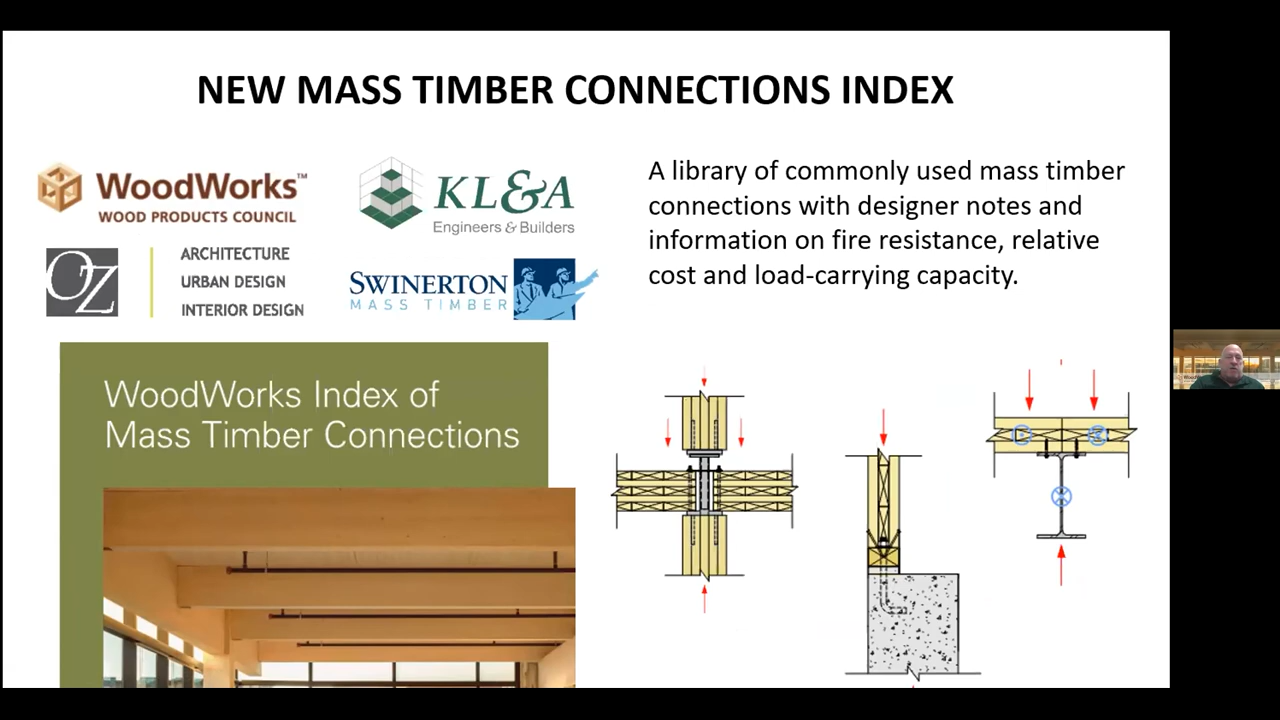 NEW MASS TIMBER CONNECTIONS INDEX
WoodWorks™
WOOD PRODUCTS COUNCIL
KL&A
Engineers & Builders
OZ
ARCHITECTURE
URBAN DESIGN
INTERIOR DESIGN
SWINERTON
MASS TIMBER
A library of commonly used mass timber
connections with designer notes and
information on fire resistance, relative
cost and load-carrying capacity.
WoodWorks Index of
Mass Timber Connections